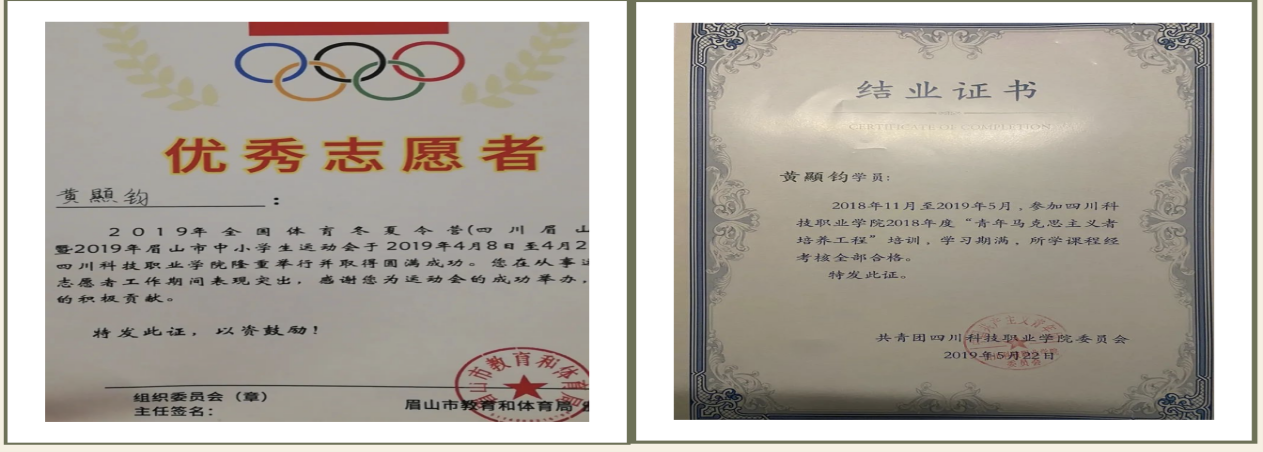 优秀志愿者
黄顯钧：
2019年全国体育冬夏令营(四川眉山
暨2019年眉山市中小学生运动会于2019年4月8日至4月2
四川科技职业学院隆重举行并取得圆满成功。您在从事
志愿者工作期间表现突出，感谢您为运动会的成功举办，
的积极贡献。
特发此证，以资鼓励！
组织委员会（章）
主任签名：
眉山市教育和体育局
结业证书
CERTIFICATE OF COMPLETION
黄顯钧学员：
2018年11月至2019年5月，参加四川科
技职业学院2018年度“青年马克思主义者
培养工程”培训，学习期满，所学课程经
考核全部合格。
特发此证。
共青团四川科技职业学院委员会
2019年5月22日